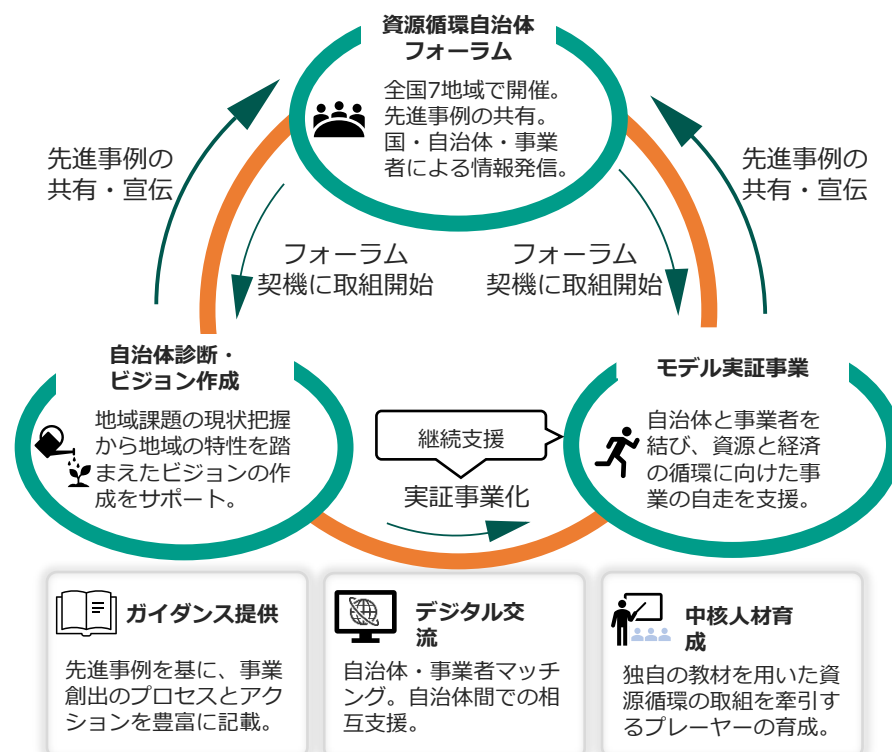 資源循環自治体
フォーラム
全国7地域で開催。
先進事例の共有。
国・自治体・事業
者による情報発信。
先進事例の
共有・宣伝
先進事例の
共有・宣伝
フォーラム
契機に取組開始
フォーラム
契機に取組開始
自治体診断・
ビジョン作成
地域課題の現状把握
から地域の特性を踏
まえたビジョンの作
成をサポート。
継続支援
実証事業化
モデル実証事業
自治体と事業者を
結び、資源と経済
の循環に向けた事
業の自走を支援。
ガイダンス提供
先進事例を基に、事業
創出のプロセスとアク
ションを豊富に記載。
デジタル交
流
自治体・事業者マッチ
ング。自治体間での相
互支援。
中核人材育
成
独自の教材を用いた資
源循環の取組を牽引す
るプレーヤーの育成。